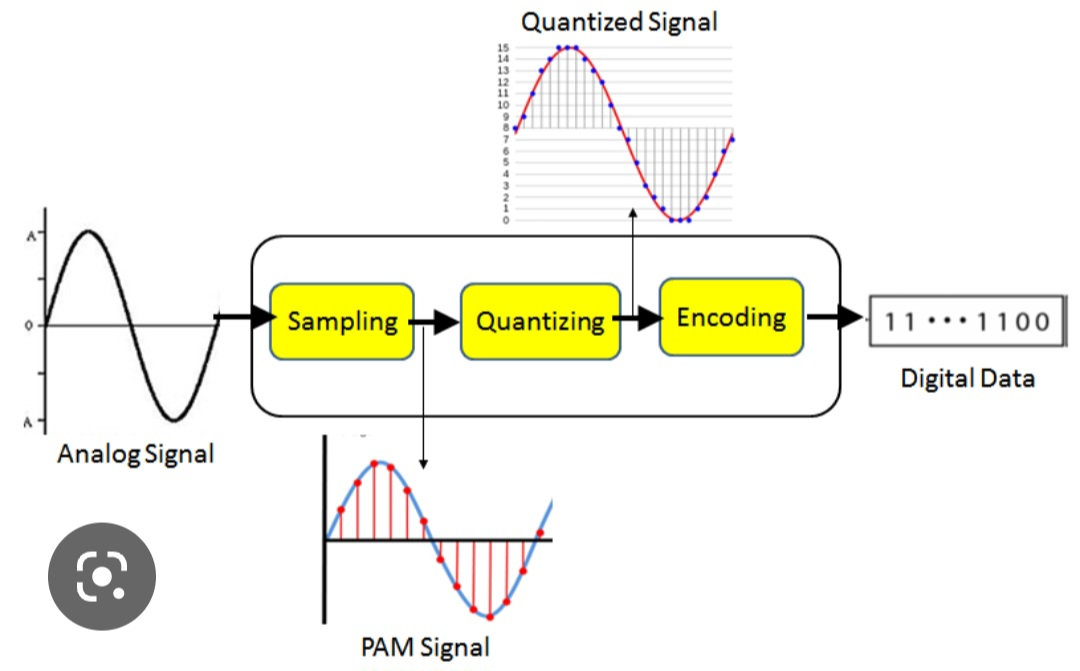 Quantized Signal
15
14
13
12
11
10
9
8
7
6
5
4
3
2
1
0
A
0
A
Sampling
Quantizing
Encoding
11···1100
Digital Data
Analog Signal
PAM Signal